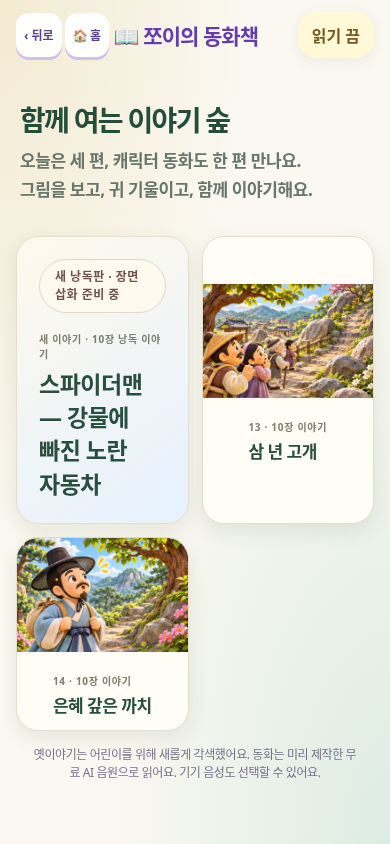 ‹ 뒤로
🏠 홈
📖 쪼이의 동화책
읽기 끔
함께 여는 이야기 숲
오늘은 세 편, 캐릭터 동화도 한 편 만나요.
그림을 보고, 귀 기울이고, 함께 이야기해요.
새 낭독판 · 장면
삽화 준비 중
새 이야기 · 10장 낭독 이야
기
스파이더맨
— 강물에
빠진 노란
자동차
13 · 10장 이야기
삼 년 고개
14 · 10장 이야기
은혜 갚은 까치
옛이야기는 어린이를 위해 새롭게 각색했어요. 동화는 미리 제작한 무
료 AI 음원으로 읽어요. 기기 음성도 선택할 수 있어요.